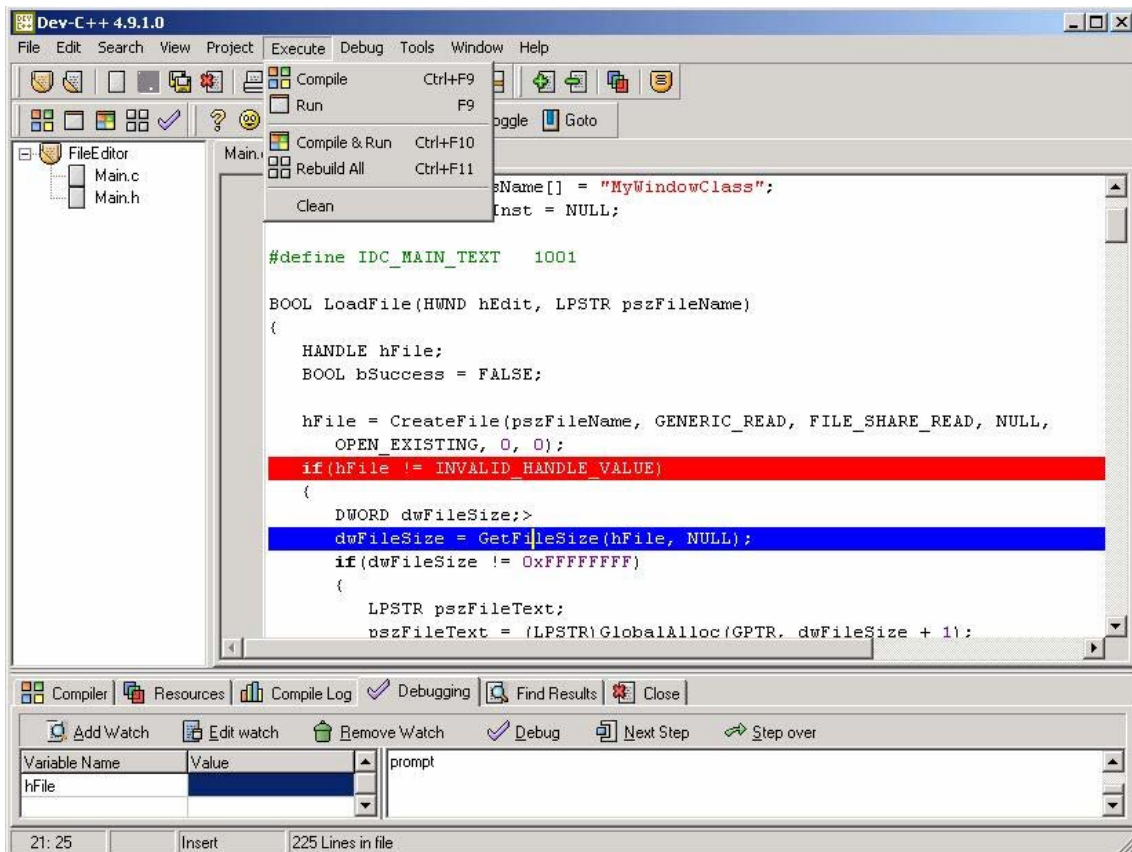 Dev-C++ 4.9.1.0
File Edit Search View Project Execute Debug Tools Window Help
Compile Ctrl+F9
Run F9
Compile & Run Ctrl+F10
Rebuild All Ctrl+F11
Clean
oggle Goto
FileEditor
Main.c
Main.h
Main.
sName[] = "MyWindowClass";
Inst = NULL;
#define IDC_MAIN_TEXT 1001
BOOL LoadFile(HWND hEdit, LPSTR pszFileName)
{
HANDLE hFile;
BOOL bSuccess = FALSE;
hFile = CreateFile(pszFileName, GENERIC_READ, FILE_SHARE_READ, NULL,
OPEN_EXISTING, 0, 0);
if(hFile != INVALID_HANDLE_VALUE)
{
DWORD dwFileSize;>
dwFileSize = GetFileSize(hFile, NULL);
if(dwFileSize != 0xFFFFFFFF)
{
LPSTR pszFileText;
pszFileText = (LPSTR)GlobalAlloc(GPTR, dwFileSize + 1);
Compiler Resources Compile Log Debugging Find Results Close
Add Watch Edit watch Remove Watch Debug Next Step Step over
Variable Name Value
hFile
prompt
21: 25 Insert 225 Lines in file